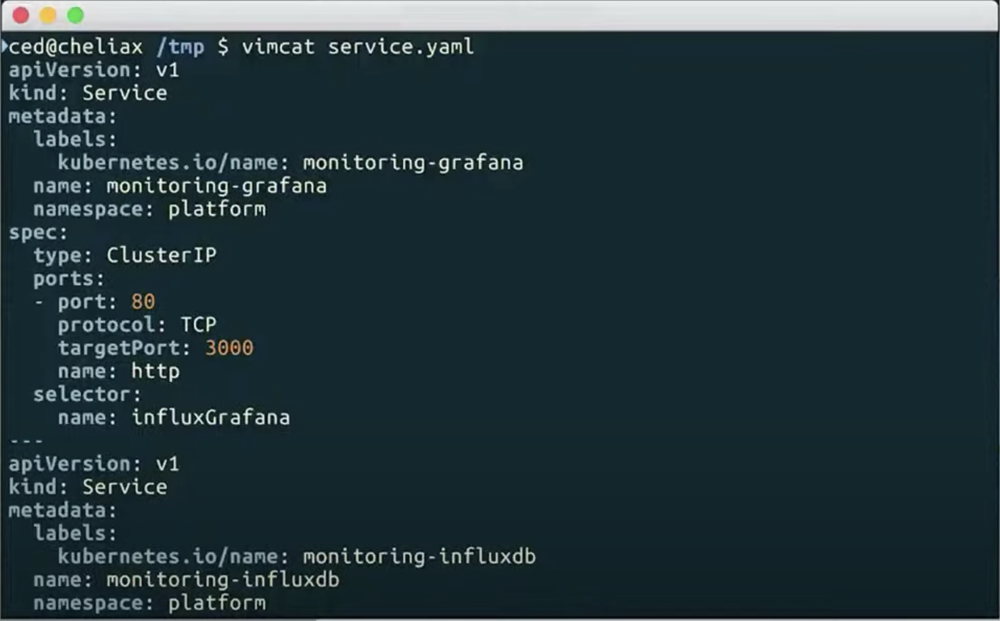 ced@cheliax /tmp $ vimcat service.yaml
apiVersion: v1
kind: Service
metadata:
  labels:
    kubernetes.io/name: monitoring-grafana
  name: monitoring-grafana
  namespace: platform
spec:
  type: ClusterIP
  ports:
  - port: 80
    protocol: TCP
    targetPort: 3000
    name: http
  selector:
    name: influxGrafana
---
apiVersion: v1
kind: Service
metadata:
  labels:
    kubernetes.io/name: monitoring-influxdb
  name: monitoring-influxdb
  namespace: platform